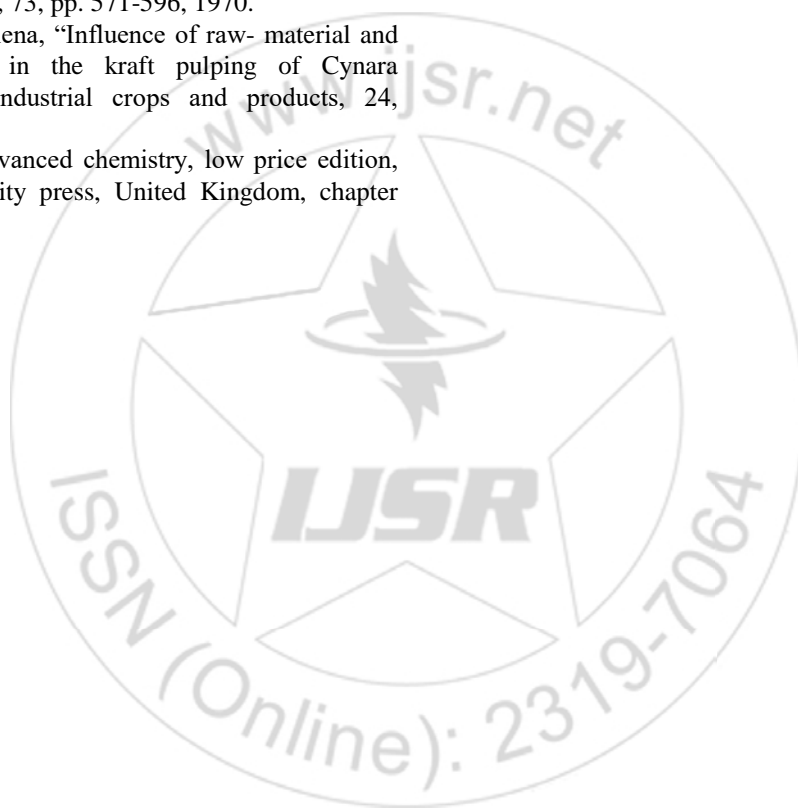 , 73, pp. 571-596, 1970.
ena, “Influence of raw- material and
in the kraft pulping of Cynara
ndustrial crops and products, 24,
vanced chemistry, low price edition,
ity press, United Kingdom, chapter
www.ijsr.net
IJSR
ISSN (Online): 2319-7064